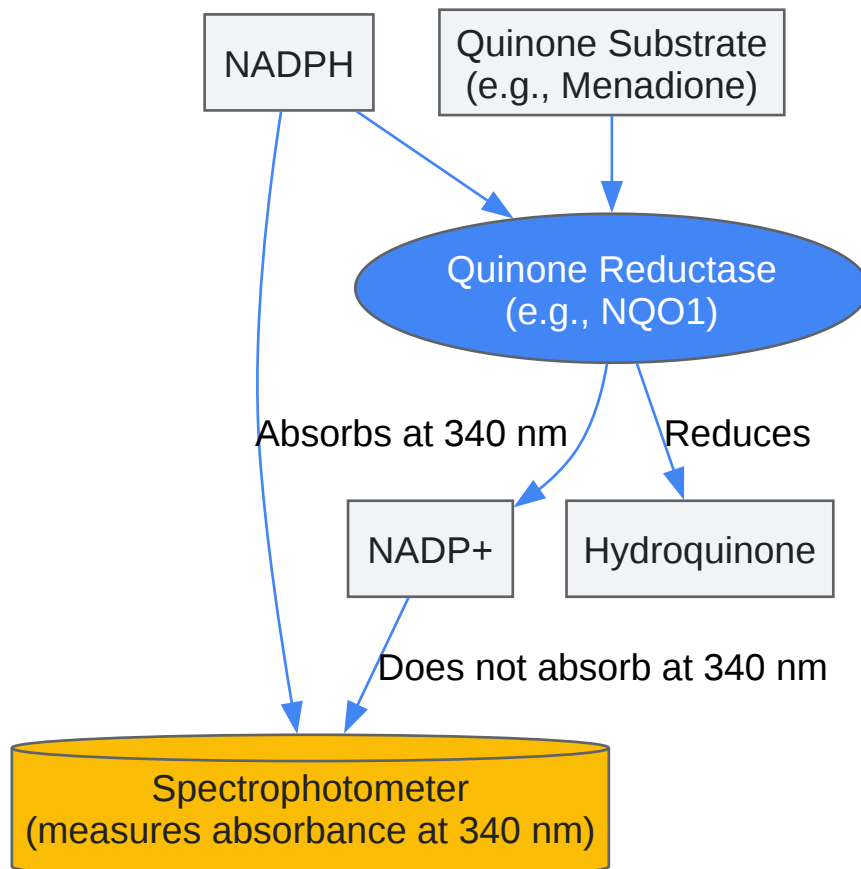 NADPH
Quinone Substrate
(e.g., Menadione)
Quinone Reductase
(e.g., NQO1)
Absorbs at 340 nm
Reduces
NADP+
Hydroquinone
Does not absorb at 340 nm
Spectrophotometer
(measures absorbance at 340 nm)